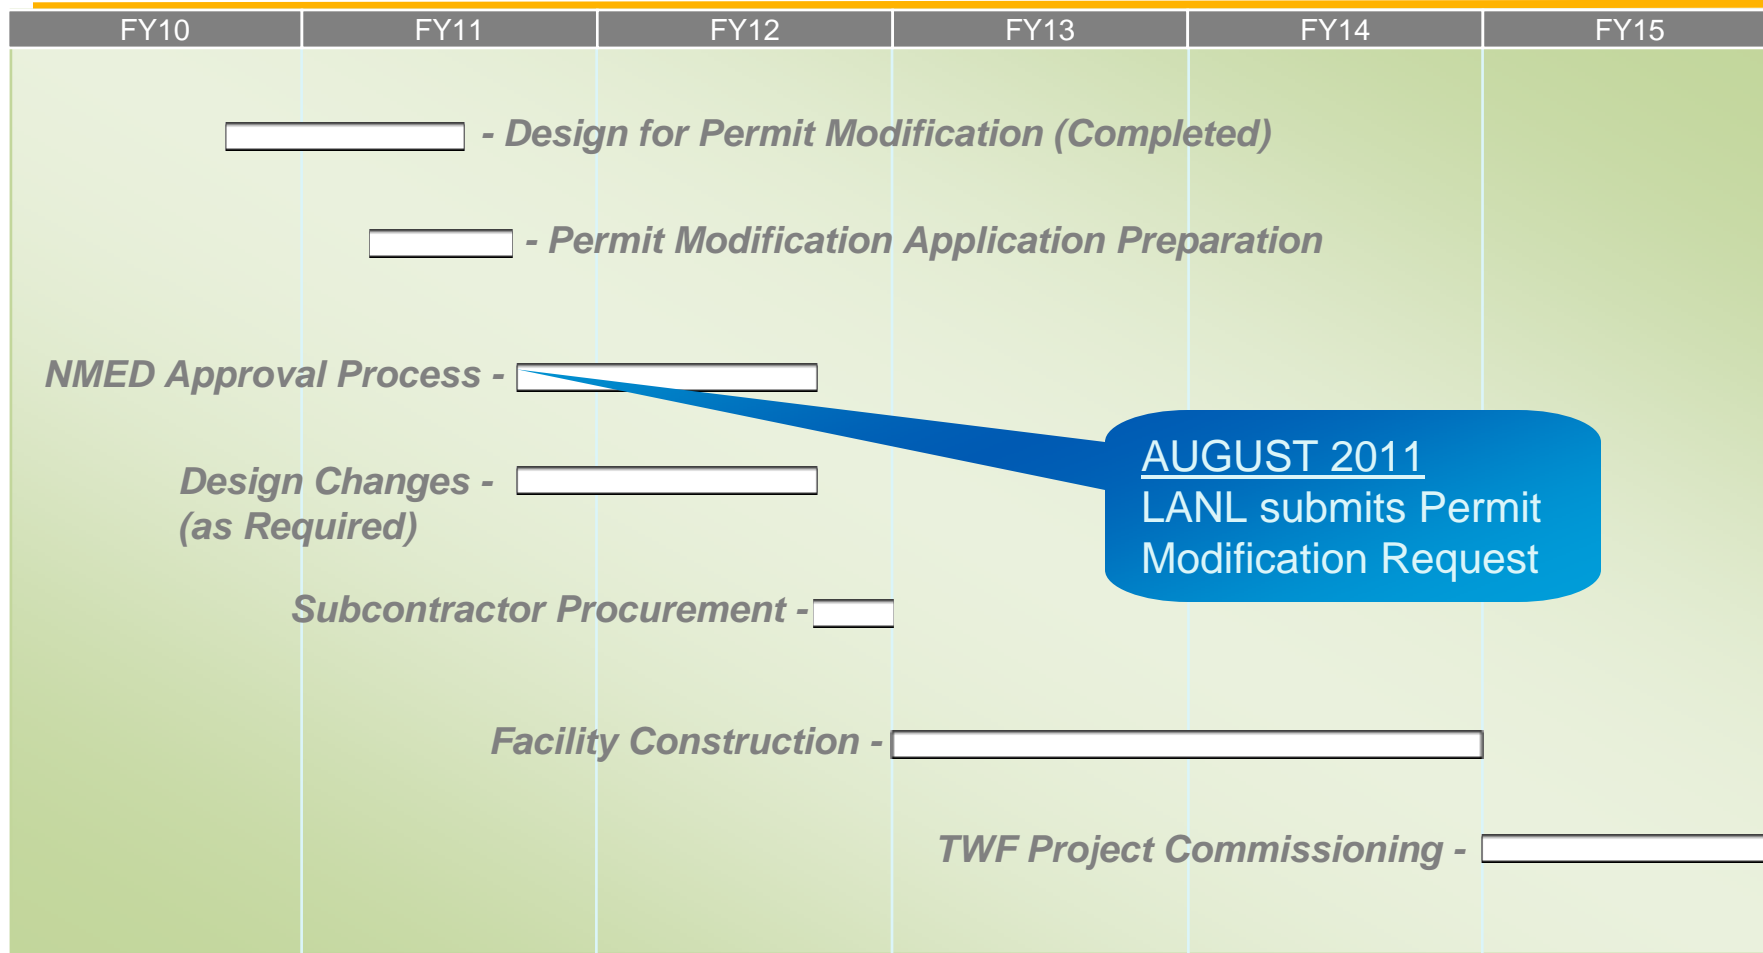 FY10 FY11 FY12 FY13 FY14 FY15
- Design for Permit Modification (Completed)
- Permit Modification Application Preparation
NMED Approval Process -
AUGUST 2011
LANL submits Permit
Modification Request
Design Changes -
(as Required)
Subcontractor Procurement -
Facility Construction -
TWF Project Commissioning -